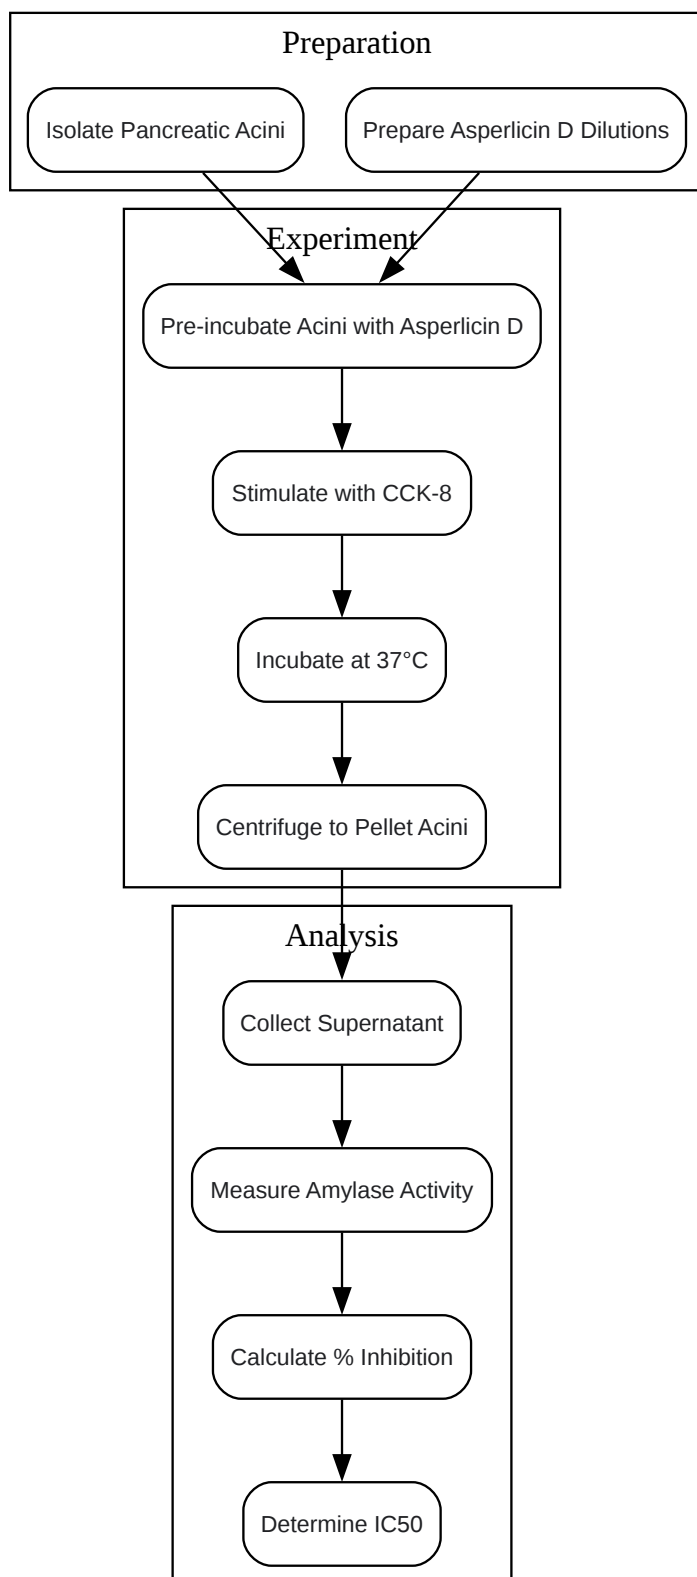 Preparation
Isolate Pancreatic Acini
Prepare Asperlicin D Dilutions
Experiment
Pre-incubate Acini with Asperlicin D
Stimulate with CCK-8
Incubate at 37°C
Centrifuge to Pellet Acini
Analysis
Collect Supernatant
Measure Amylase Activity
Calculate % Inhibition
Determine IC50